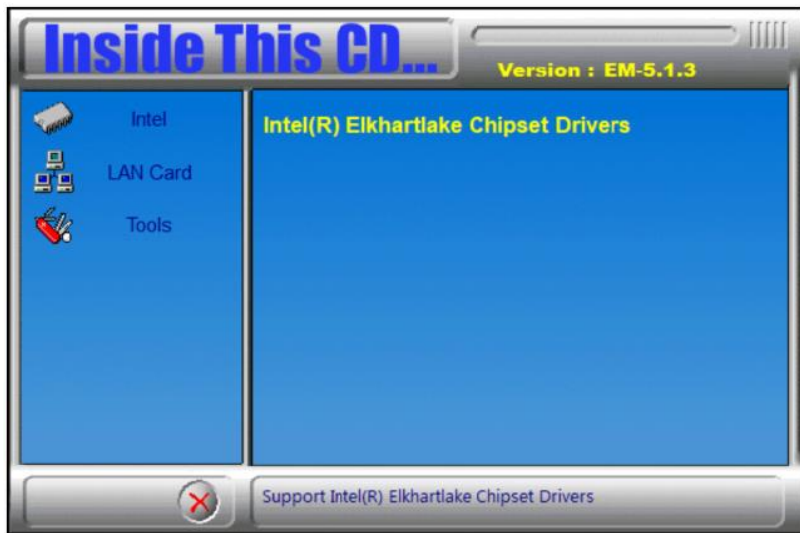 Inside This CD...
Version : EM-5.1.3
Intel
LAN Card
Tools
Intel(R) Elkhartlake Chipset Drivers
Support Intel(R) Elkhartlake Chipset Drivers